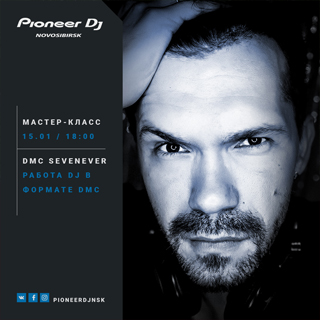 Pioneer Dj
NOVOSIBIRSK
МАСТЕР-КЛАСС
15.01 / 18:00
DMC SEVENEVER
РАБОТА DJ В
ФОРМАТЕ DMC
PIONEERDJNSK